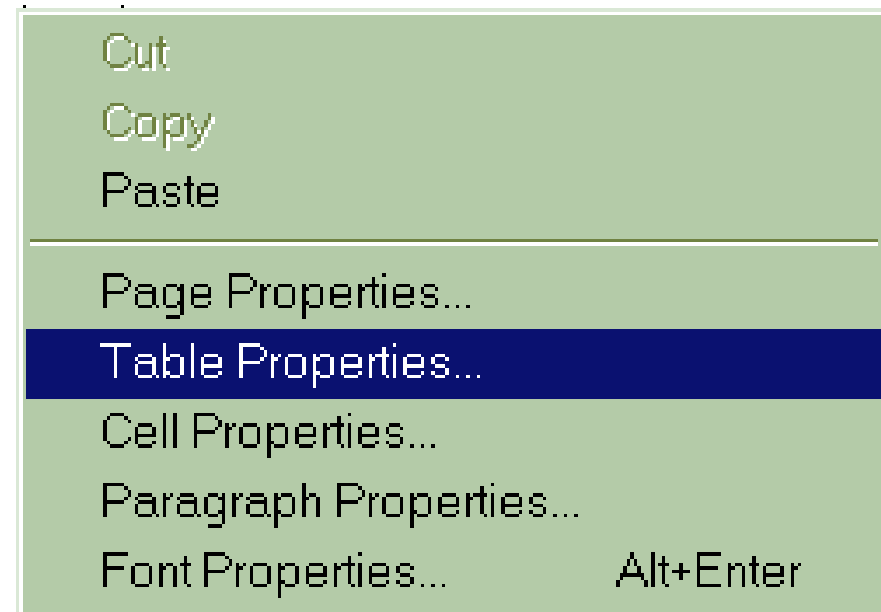 Cut
Copy
Paste
Page Properties...
Table Properties...
Cell Properties...
Paragraph Properties...
Font Properties... Alt+Enter